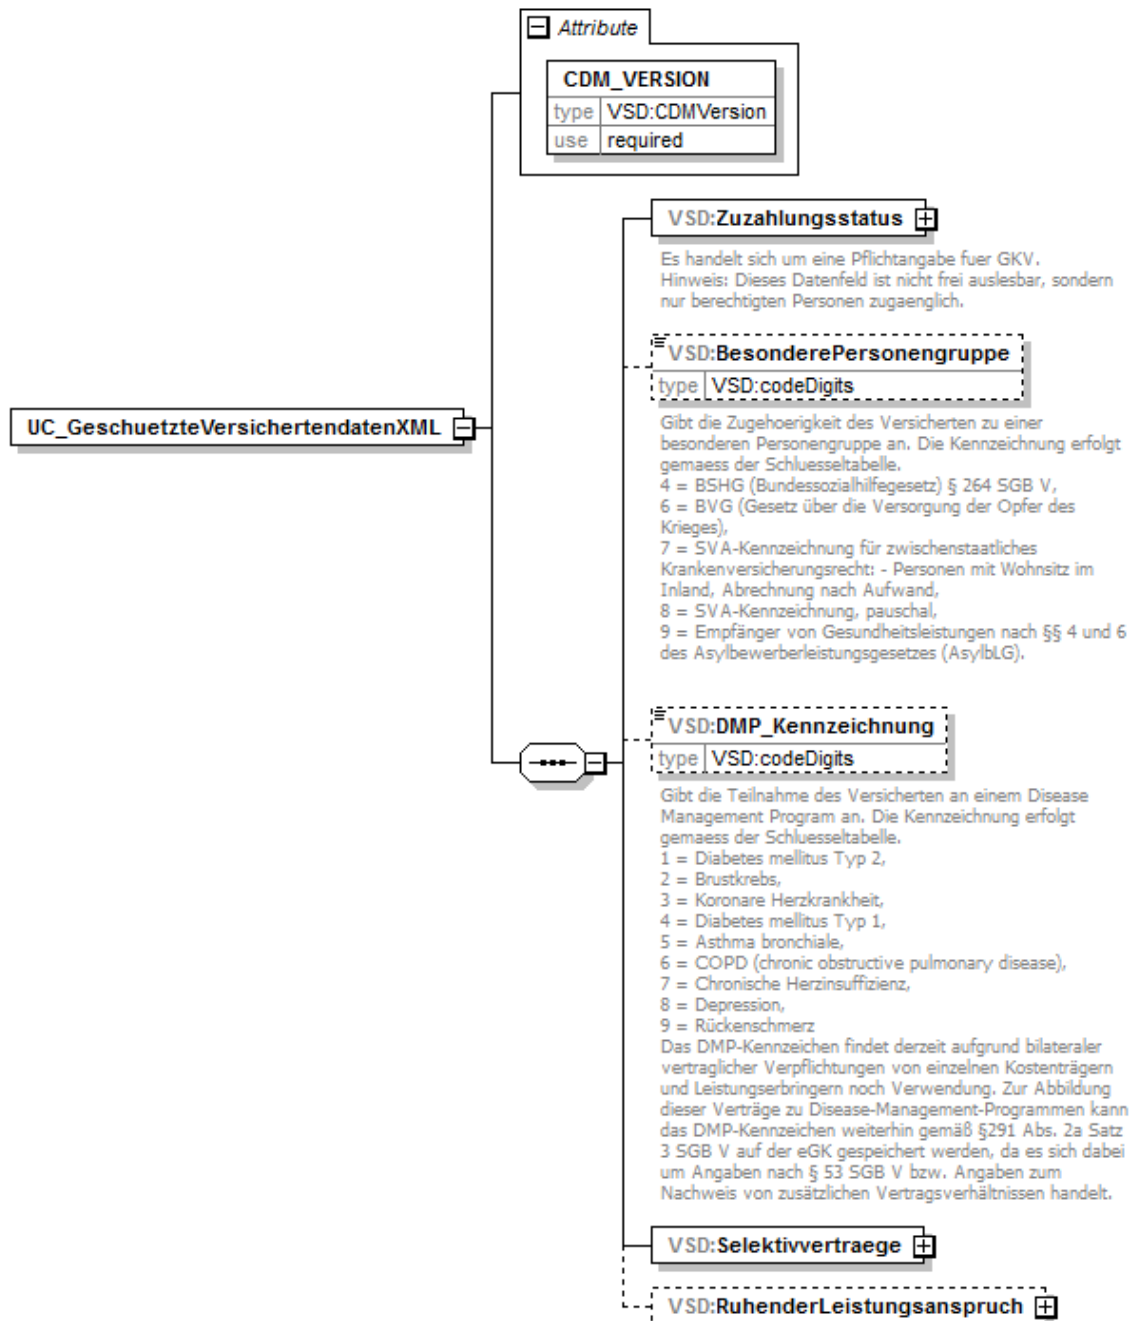 Attribute
CDM_VERSION
type VSD:CDMVersion
use required
VSD:Zuzahlungsstatus
Es handelt sich um eine Pflichtangabe fuer GKV.
Hinweis: Dieses Datenfeld ist nicht frei auslesbar, sondern
nur berechtigten Personen zugaenglich.
VSD:BesonderePersonengruppe
type VSD:codeDigits
Gibt die Zugehoerigkeit des Versicherten zu einer
besonderen Personengruppe an. Die Kennzeichnung erfolgt
gemaess der Schluesseltabelle.
4 = BSHG (Bundessozialhilfegesetz) § 264 SGB V,
6 = BVG (Gesetz über die Versorgung der Opfer des
Krieges),
7 = SVA-Kennzeichnung für zwischenstaatliches
Krankenversicherungsrecht: - Personen mit Wohnsitz im
Inland, Abrechnung nach Aufwand,
8 = SVA-Kennzeichnung, pauschal,
9 = Empfänger von Gesundheitsleistungen nach §§ 4 und 6
des Asylbewerberleistungsgesetzes (AsylbLG).
UC_GeschuetzteVersichertendatenXML
VSD:DMP_Kennzeichnung
type VSD:codeDigits
Gibt die Teilnahme des Versicherten an einem Disease
Management Program an. Die Kennzeichnung erfolgt
gemaess der Schluesseltabelle.
1 = Diabetes mellitus Typ 2,
2 = Brustkrebs,
3 = Koronare Herzkrankheit,
4 = Diabetes mellitus Typ 1,
5 = Asthma bronchiale,
6 = COPD (chronic obstructive pulmonary disease),
7 = Chronische Herzinsuffizienz,
8 = Depression,
9 = Rückenschmerz
Das DMP-Kennzeichen findet derzeit aufgrund bilateraler
vertraglicher Verpflichtungen von einzelnen Kostenträgern
und Leistungserbringern noch Verwendung. Zur Abbildung
dieser Verträge zu Disease-Management-Programmen kann
das DMP-Kennzeichen weiterhin gemäß §291 Abs. 2a Satz
3 SGB V auf der eGK gespeichert werden, da es sich dabei
um Angaben nach § 53 SGB V bzw. Angaben zum
Nachweis von zusätzlichen Vertragsverhältnissen handelt.
VSD:Selektivvertraege
VSD:RuhenderLeistungsanspruch